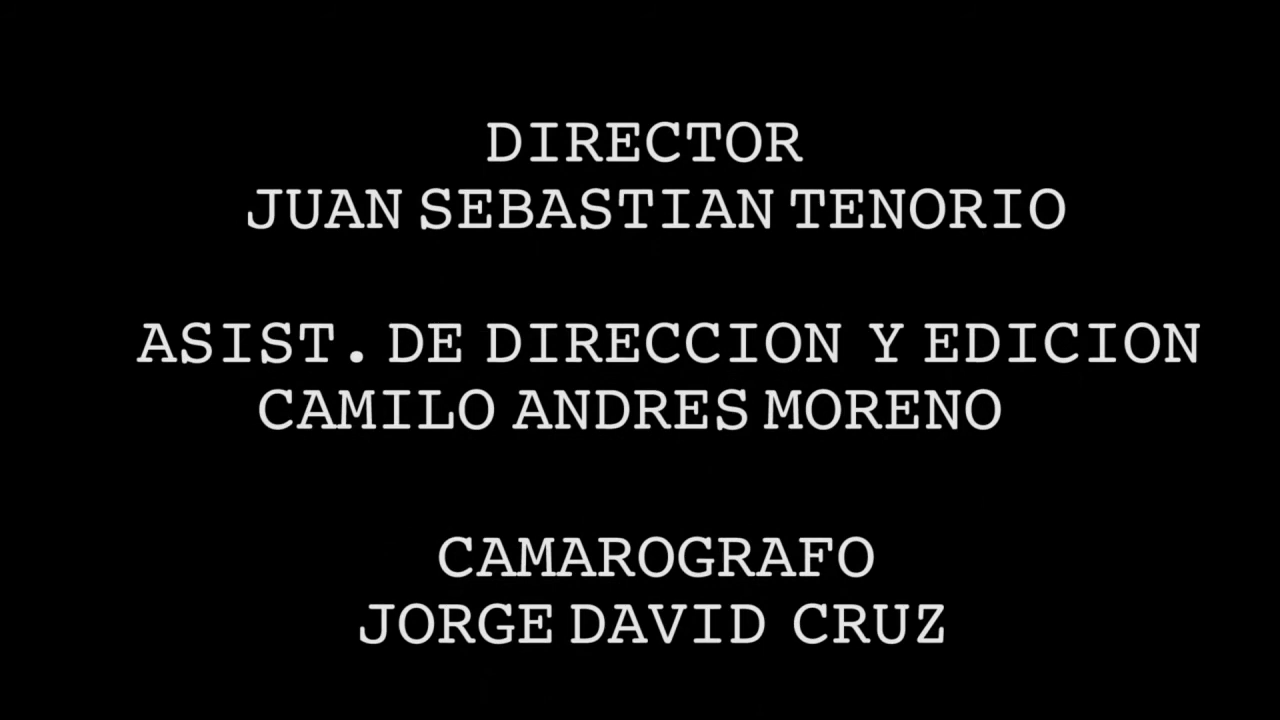 DIRECTOR
JUAN SEBASTIAN TENORIO
ASIST. DE DIRECCION Y EDICION
CAMILO ANDRES MORENO
CAMAROGRAFO
JORGE DAVID CRUZ